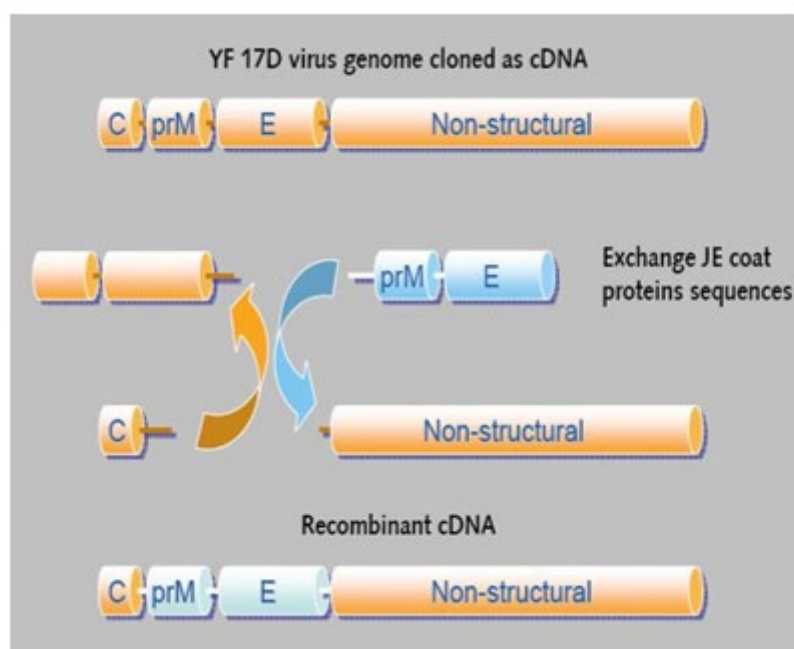 YF 17D virus genome cloned as cDNA
C prM E Non-structural
prM E
Exchange JE coat
proteins sequences
C Non-structural
Recombinant cDNA
C prM E Non-structural